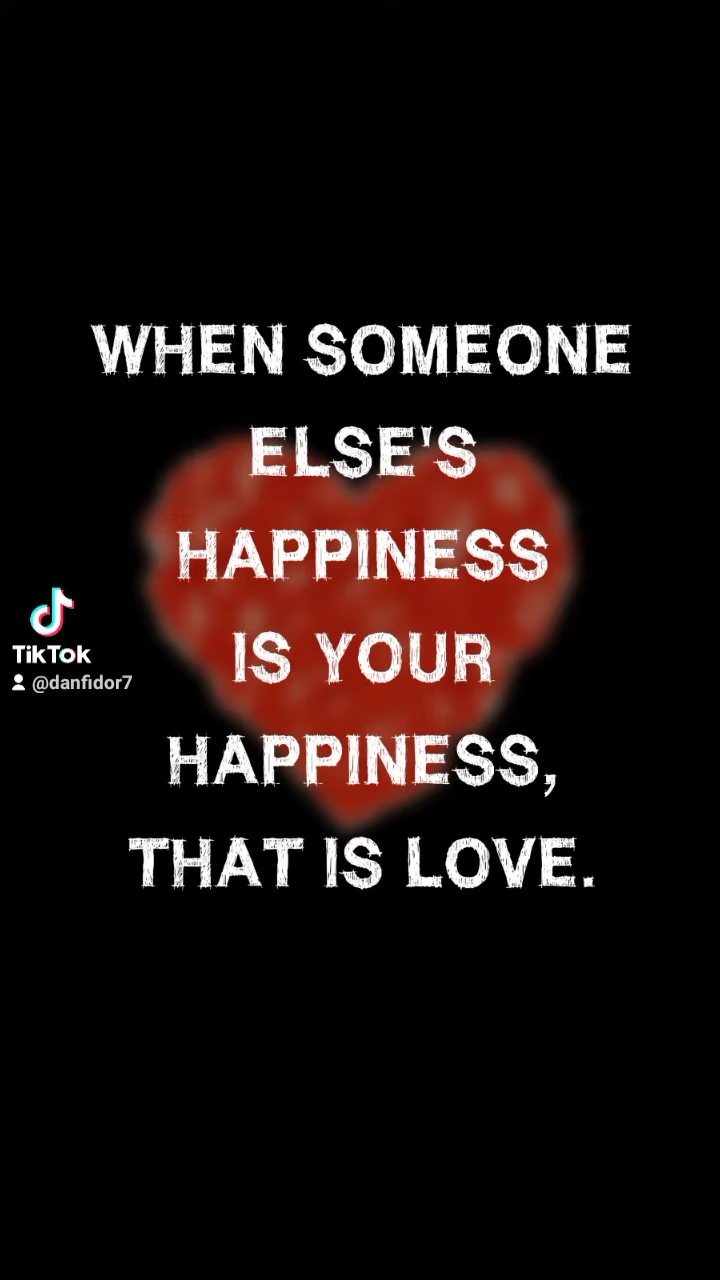 WHEN SOMEONE
ELSE'S
HAPPINESS
IS YOUR
HAPPINESS,
THAT IS LOVE.
TikTok
@danfidor7